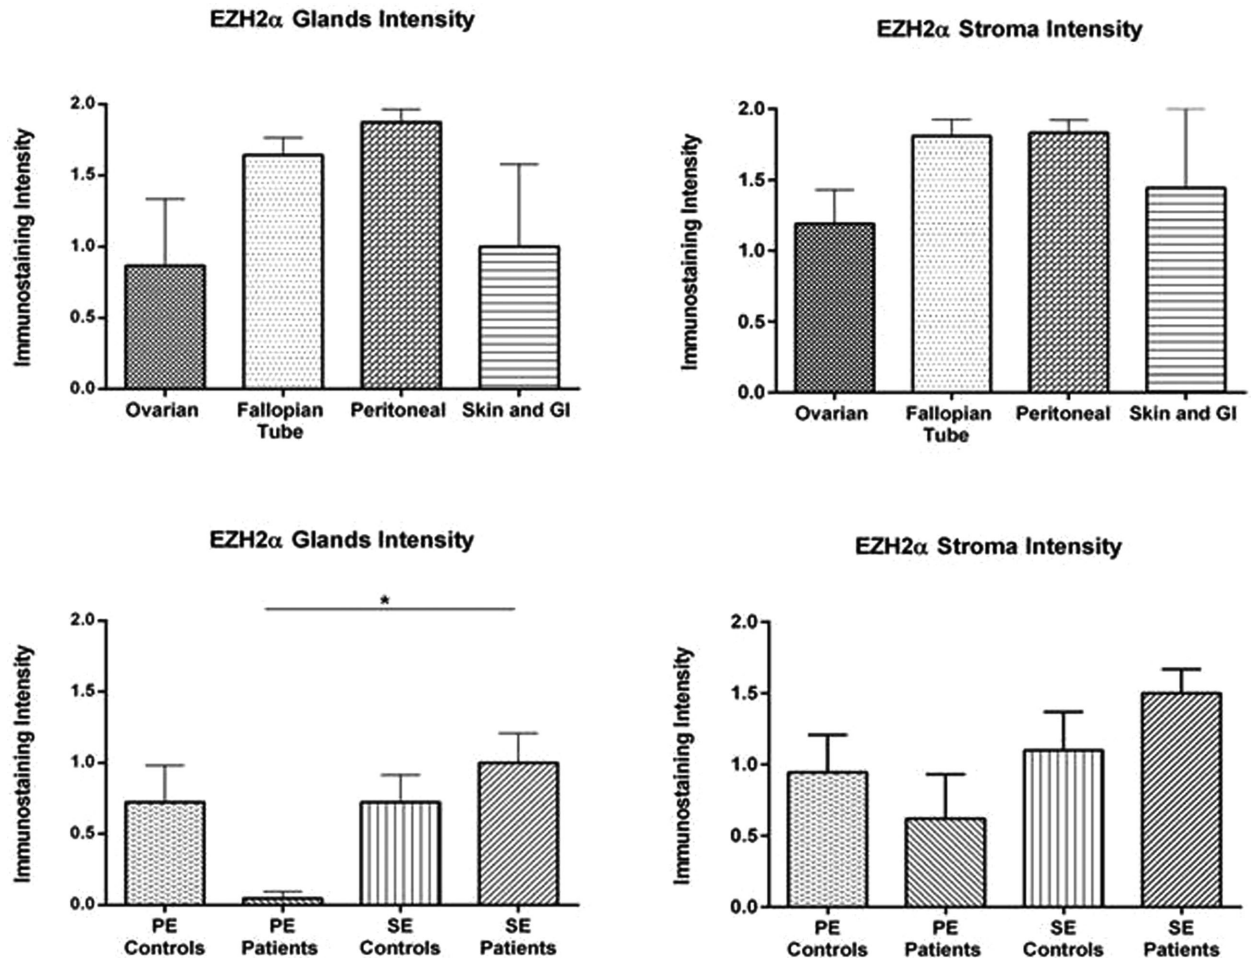 EZH2α Glands Intensity
Immunostaining Intensity
2.0
1.5
1.0
0.5
0.0
Ovarian
Fallopian
Tube
Peritoneal
Skin and GI
EZH2α Stroma Intensity
Immunostaining Intensity
2.0
1.5
1.0
0.5
0.0
Ovarian
Fallopian
Tube
Peritoneal
Skin and GI
EZH2α Glands Intensity
*
Immunostaining Intensity
2.0
1.5
1.0
0.5
0.0
PE
Controls
PE
Patients
SE
Controls
SE
Patients
EZH2α Stroma Intensity
Immunostaining Intensity
2.0
1.5
1.0
0.5
0.0
PE
Controls
PE
Patients
SE
Controls
SE
Patients